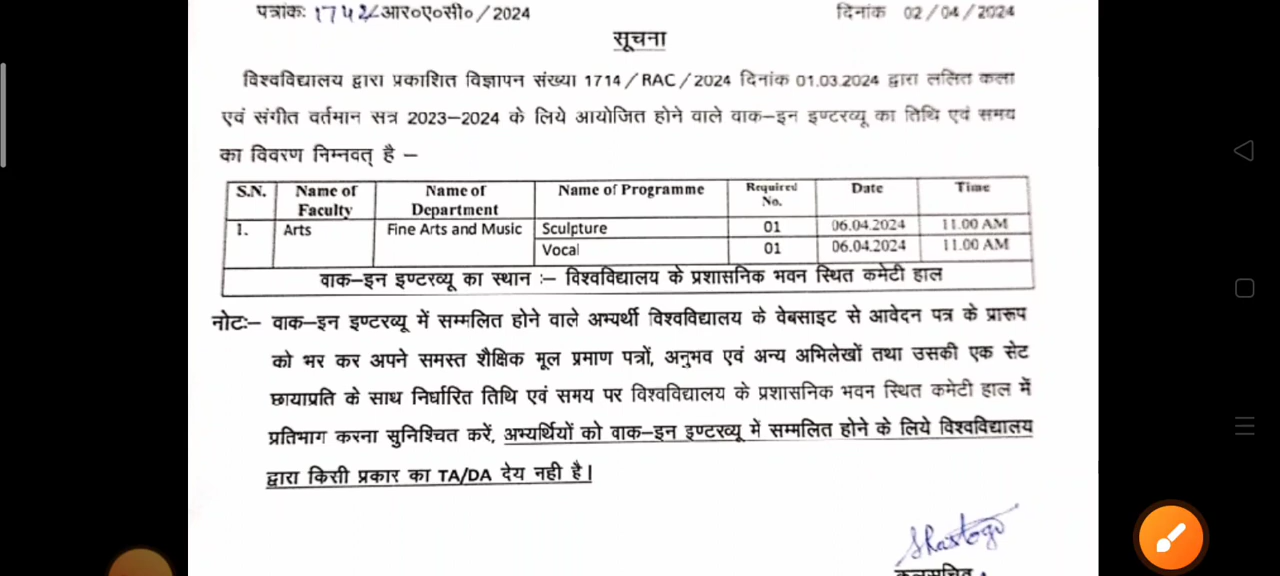 पत्रांकः 1742/आर०ए०सी०/2024 दिनांक 02/04/2024
सूचना
विश्वविद्यालय द्वारा प्रकाशित विज्ञापन संख्या 1714/RAC/2024 दिनांक 01.03.2024 द्वारा ललित कला
एवं संगीत वर्तमान सत्र 2023–2024 के लिये आयोजित होने वाले वाक–इन इण्टरव्यू का तिथि एवं समय
का विवरण निम्नवत् है –
S.N. Name of Faculty Name of Department Name of Programme Required No. Date Time
1. Arts Fine Arts and Music Sculpture 01 06.04.2024 11.00 AM
Vocal 01 06.04.2024 11.00 AM
वाक–इन इण्टरव्यू का स्थान :– विश्वविद्यालय के प्रशासनिक भवन स्थित कमेटी हाल
नोटः– वाक–इन इण्टरव्यू में सम्मलित होने वाले अभ्यर्थी विश्वविद्यालय के वेबसाइट से आवेदन पत्र के प्रारूप
को भर कर अपने समस्त शैक्षिक मूल प्रमाण पत्रों, अनुभव एवं अन्य अभिलेखों तथा उसकी एक सेट
छायाप्रति के साथ निर्धारित तिथि एवं समय पर विश्वविद्यालय के प्रशासनिक भवन स्थित कमेटी हाल में
प्रतिभाग करना सुनिश्चित करें, अभ्यर्थियों को वाक–इन इण्टरव्यू में सम्मलित होने के लिये विश्वविद्यालय
द्वारा किसी प्रकार का TA/DA देय नही है।
कुलसचिव